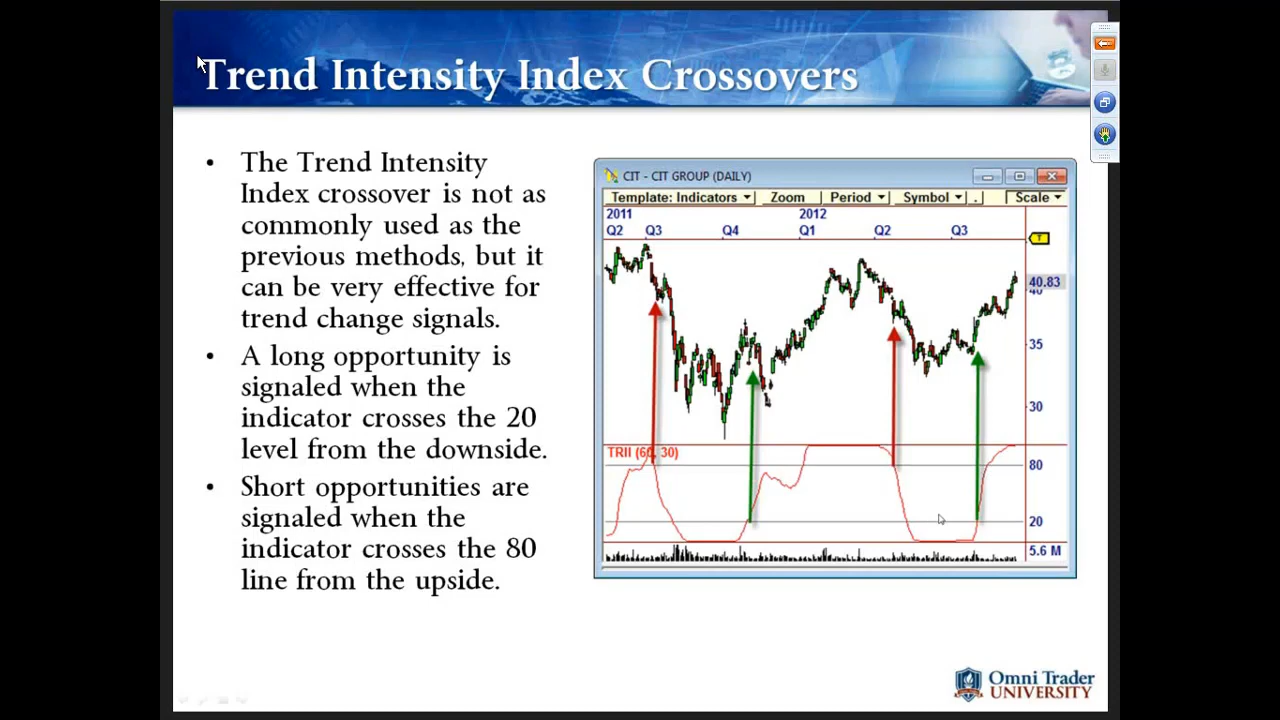 Trend Intensity Index Crossovers
• The Trend Intensity
Index crossover is not as
commonly used as the
previous methods, but it
can be very effective for
trend change signals.
• A long opportunity is
signaled when the
indicator crosses the 20
level from the downside.
• Short opportunities are
signaled when the
indicator crosses the 80
line from the upside.
CIT - CIT GROUP (DAILY)
Template: Indicators Zoom Period Symbol . Scale
2011 2012
Q2 Q3 Q4 Q1 Q2 Q3
T
40.83
40
35
30
TRII (60, 30)
80
20
5.6 M
Omni Trader
UNIVERSITY